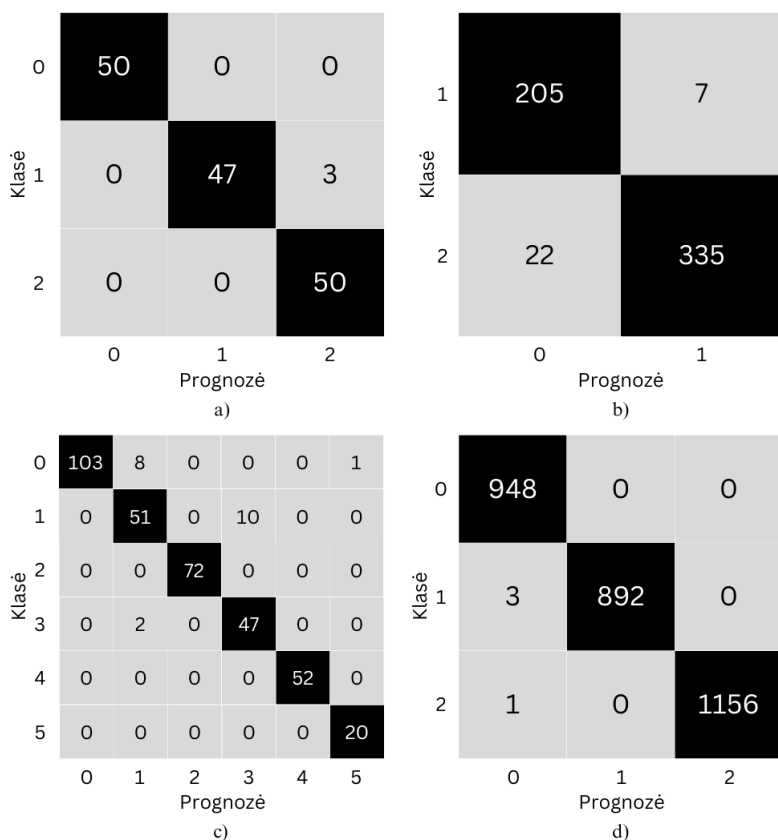 0 50 0 0
1 0 47 3
2 0 0 50
0 1 2
Klasė
Prognozė
a)
1 205 7
2 22 335
0 1
Klasė
Prognozė
b)
0 103 8 0 0 0 1
1 0 51 0 10 0 0
2 0 0 72 0 0 0
3 0 2 0 47 0 0
4 0 0 0 0 52 0
5 0 0 0 0 0 20
0 1 2 3 4 5
Klasė
Prognozė
c)
0 948 0 0
1 3 892 0
2 1 0 1156
0 1 2
Klasė
Prognozė
d)